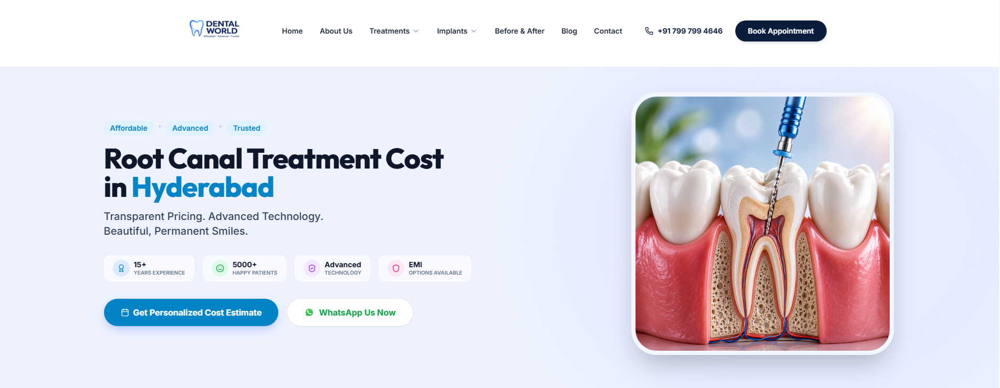 DENTAL
WORLD
Affordable • Advanced • Trusted
Home
About Us
Treatments
Implants
Before & After
Blog
Contact
+91 799 799 4646
Book Appointment
Affordable • Advanced • Trusted
Root Canal Treatment Cost
in Hyderabad
Transparent Pricing. Advanced Technology.
Beautiful, Permanent Smiles.
15+
YEARS EXPERIENCE
5000+
HAPPY PATIENTS
Advanced
TECHNOLOGY
EMI
OPTIONS AVAILABLE
Get Personalized Cost Estimate
WhatsApp Us Now